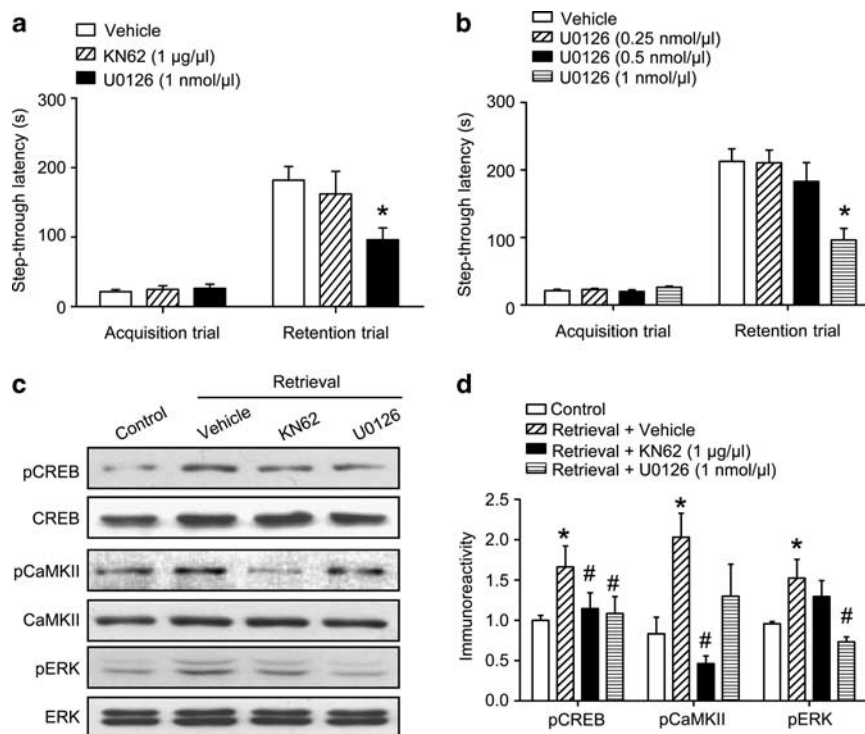 a
Vehicle
KN62 (1 µg/µl)
U0126 (1 nmol/µl)
Step-through latency (s)
300
200
100
0
*
Acquisition trial
Retention trial
b
Vehicle
U0126 (0.25 nmol/µl)
U0126 (0.5 nmol/µl)
U0126 (1 nmol/µl)
Step-through latency (s)
300
200
100
0
*
Acquisition trial
Retention trial
c
Retrieval
Control
Vehicle
KN62
U0126
pCREB
CREB
pCaMKII
CaMKII
pERK
ERK
d
Control
Retrieval + Vehicle
Retrieval + KN62 (1 µg/µl)
Retrieval + U0126 (1 nmol/µl)
Immunoreactivity
2.5
2.0
1.5
1.0
0.5
0.0
* # #
* #
* #
pCREB
pCaMKII
pERK